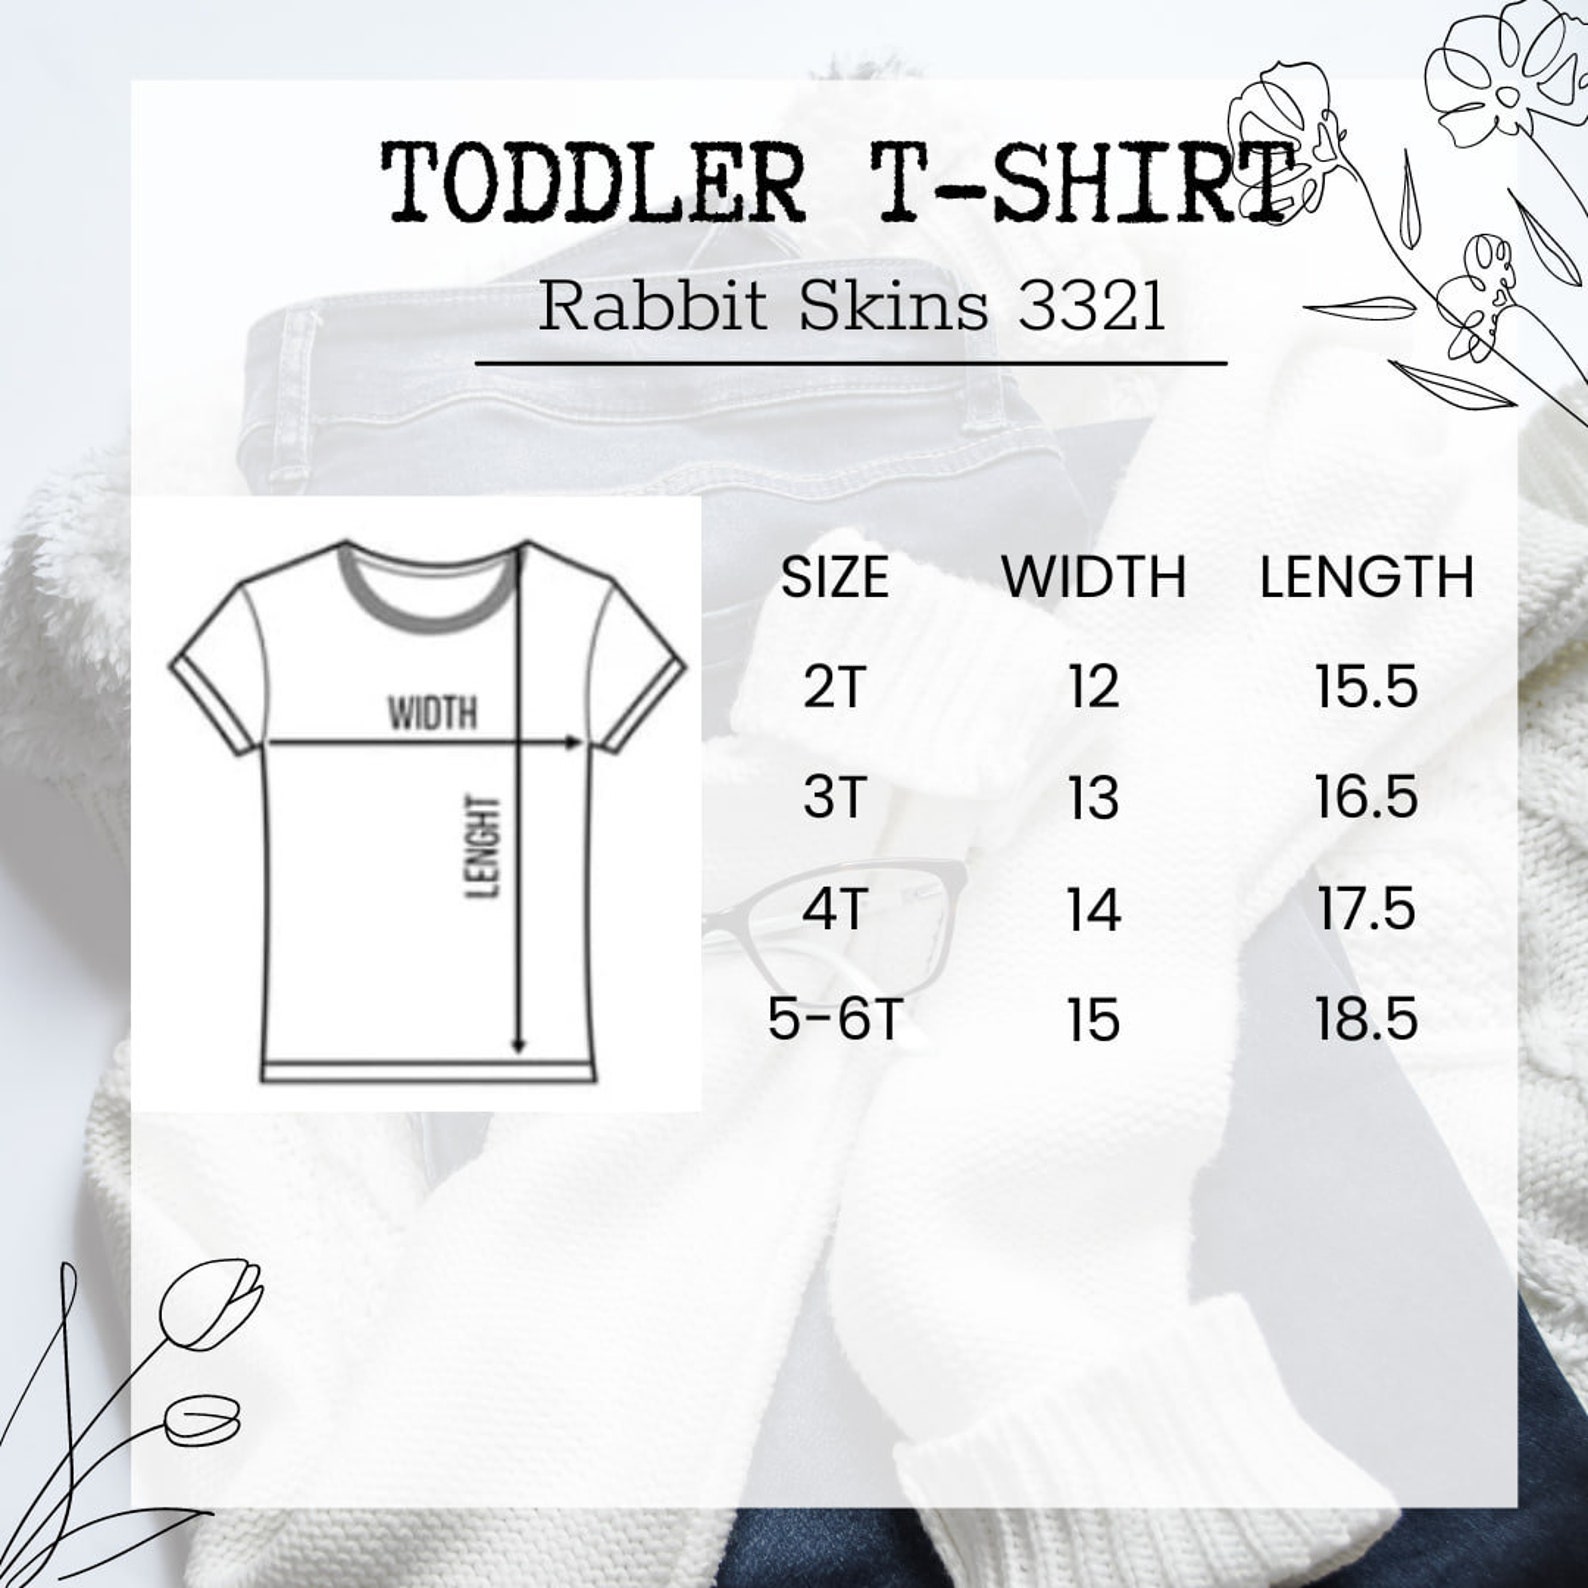 TODDLER T-SHIRT
Rabbit Skins 3321
WIDTH
LENGHT
SIZE WIDTH LENGTH
2T 12 15.5
3T 13 16.5
4T 14 17.5
5-6T 15 18.5